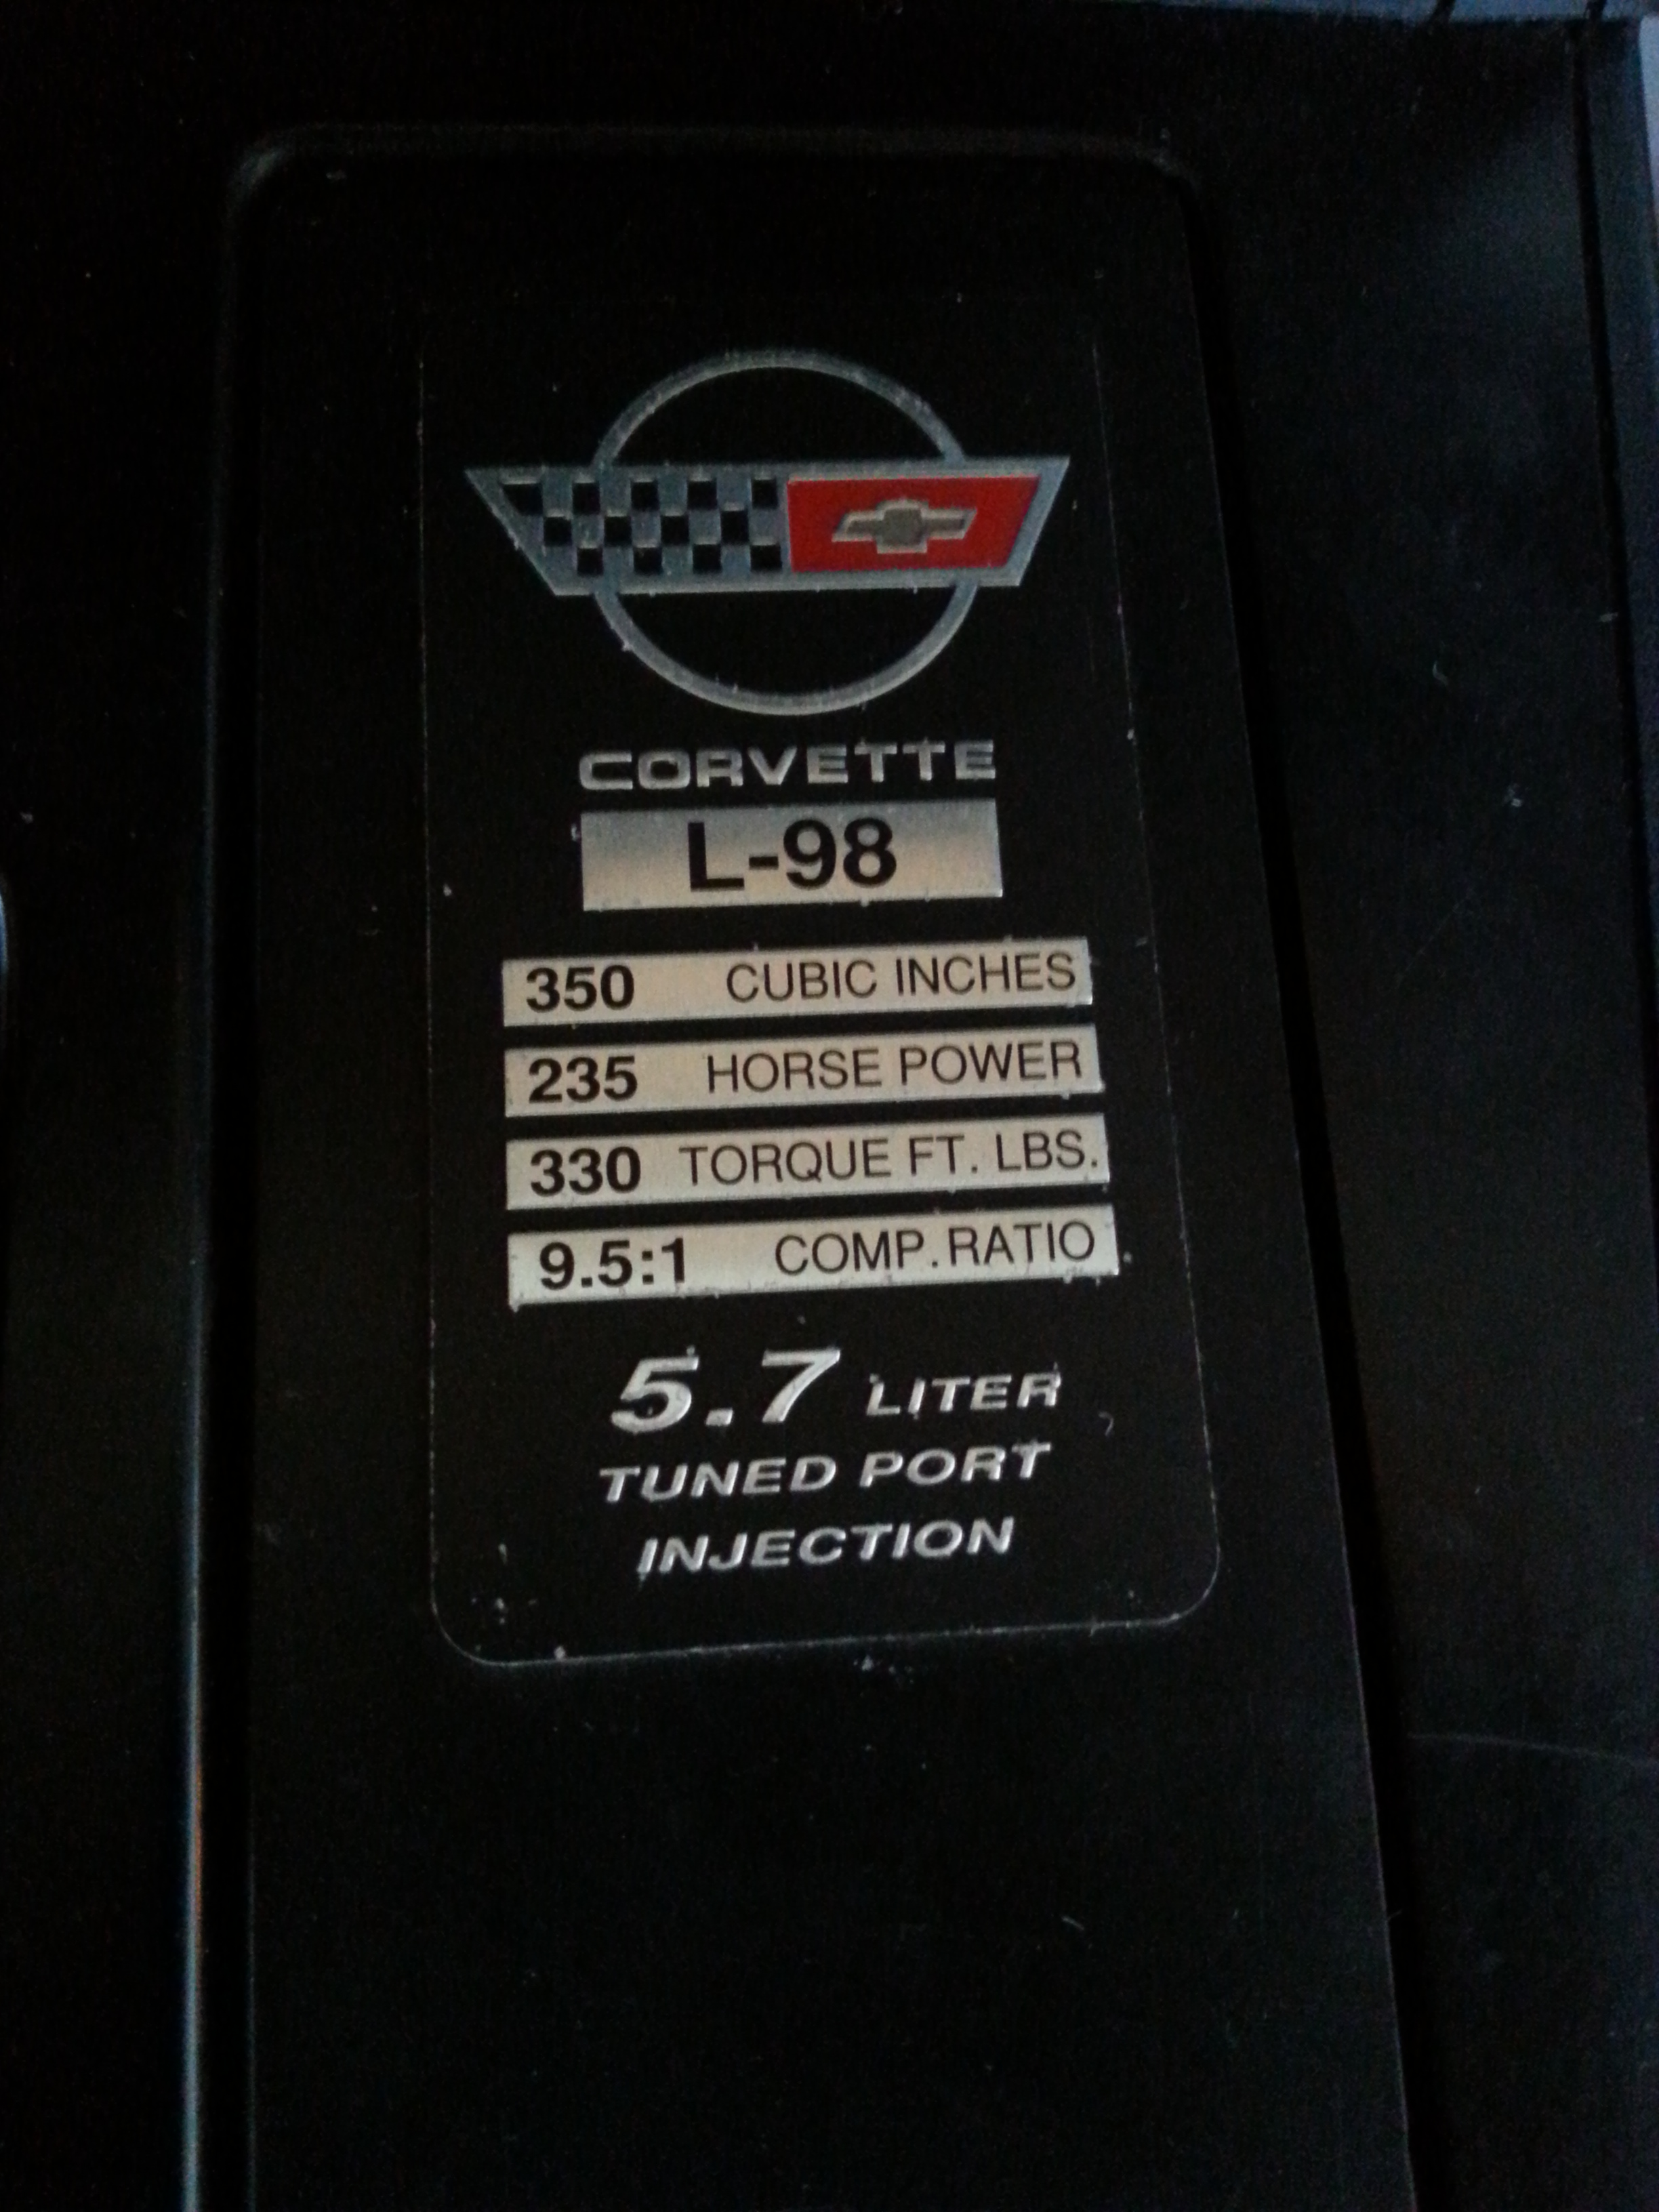 CORVETTE
L-98
350 CUBIC INCHES
235 HORSE POWER
330 TORQUE FT. LBS.
9.5:1 COMP. RATIO
5.7 LITER
TUNED PORT
INJECTION